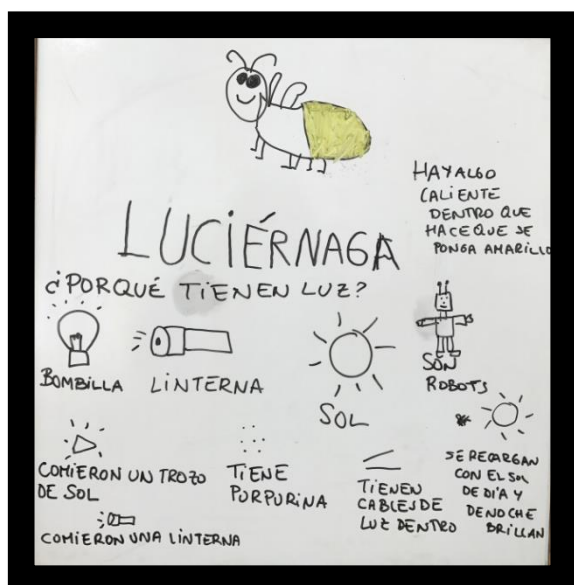 HAY ALGO
CALIENTE
DENTRO QUE
HACE QUE SE
PONGA AMARILLO
LUCIÉRNAGA
¿PORQUÉ TIENEN LUZ?
BOMBILLA
LINTERNA
SOL
SON
ROBOTS
COMIERON UN TROZO
DE SOL
TIENE
PURPURINA
TIENEN
CABLES DE
LUZ DENTRO
SE RECARGAN
CON EL SOL
DE DÍA Y
DE NOCHE
BRILLAN
COMIERON UNA LINTERNA